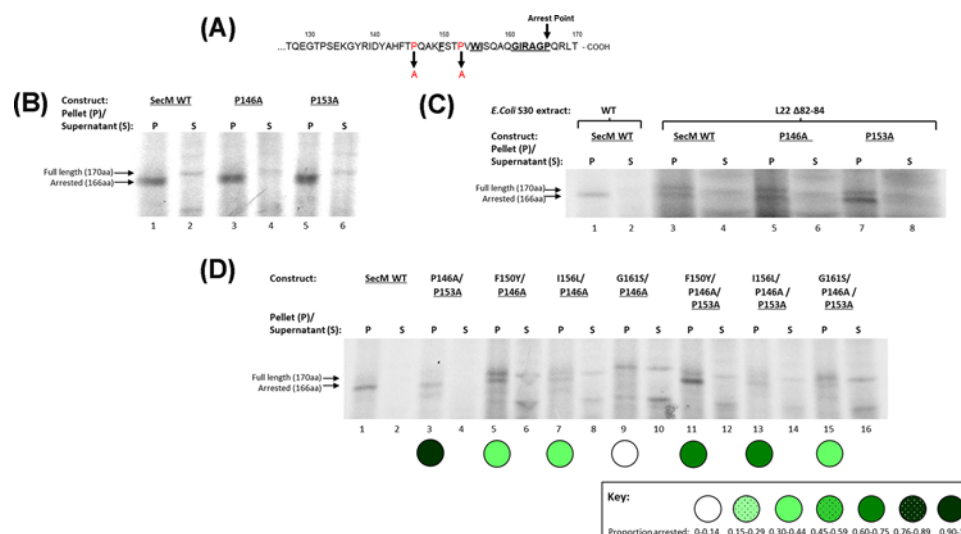 (A)
Arrest Point
130 140 150 160 170
...TQEGTPSEKGYRIDYAHFTPQAKFSTPVWISQAQGIRAGPQRLT - COOH
A A
(B)
Construct: SecM WT P146A P153A
Pellet (P)/
Supernatant (S): P S P S P S
Full length (170aa)
Arrested (166aa)
1 2 3 4 5 6
(C)
E.Coli S30 extract: WT L22 Δ82-84
Construct: SecM WT SecM WT P146A P153A
Pellet (P)/
Supernatant (S): P S P S P S P S
Full length (170aa)
Arrested (166aa)
1 2 3 4 5 6 7 8
(D)
Construct: SecM WT P146A/ F150Y/ I156L/ G161S/ F150Y/ I156L/ G161S/
P153A P146A P146A P146A P146A/ P146A / P146A /
P153A P153A P153A
Pellet (P)/
Supernatant (S): P S P S P S P S P S P S P S P S
Full length (170aa)
Arrested (166aa)
1 2 3 4 5 6 7 8 9 10 11 12 13 14 15 16
Key:
Proportion arrested: 0-0.14 0.15-0.29 0.30-0.44 0.45-0.59 0.60-0.75 0.76-0.89